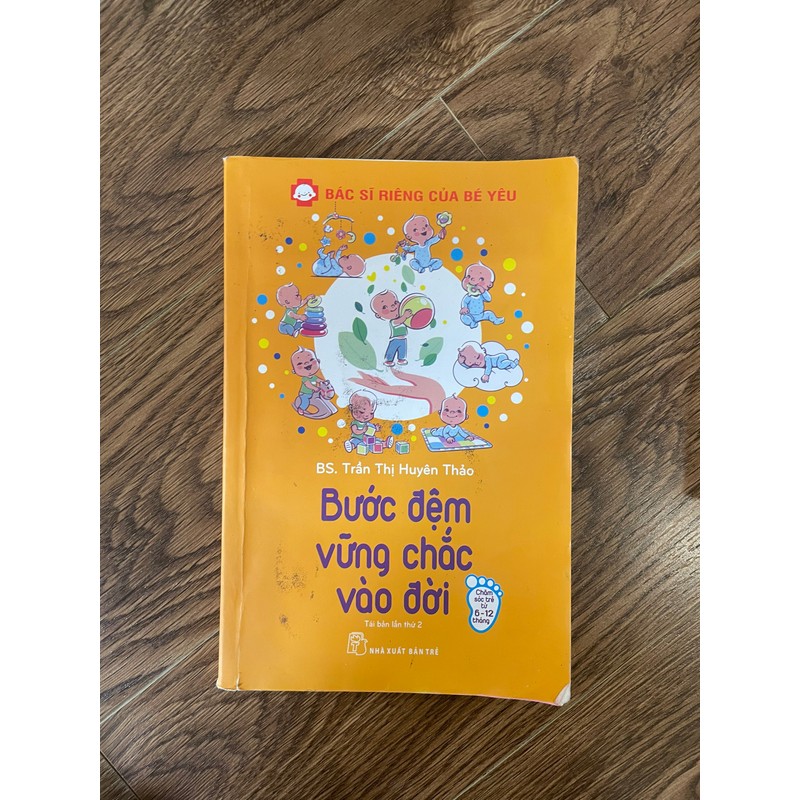 BÁC SĨ RIÊNG CỦA BÉ YÊU
BS. Trần Thị Huyên Thảo
Bước đệm
vững chắc
vào đời
Chăm
sóc trẻ
từ
6-12
tháng
Tái bản lần thứ 2
NHÀ XUẤT BẢN TRẺ